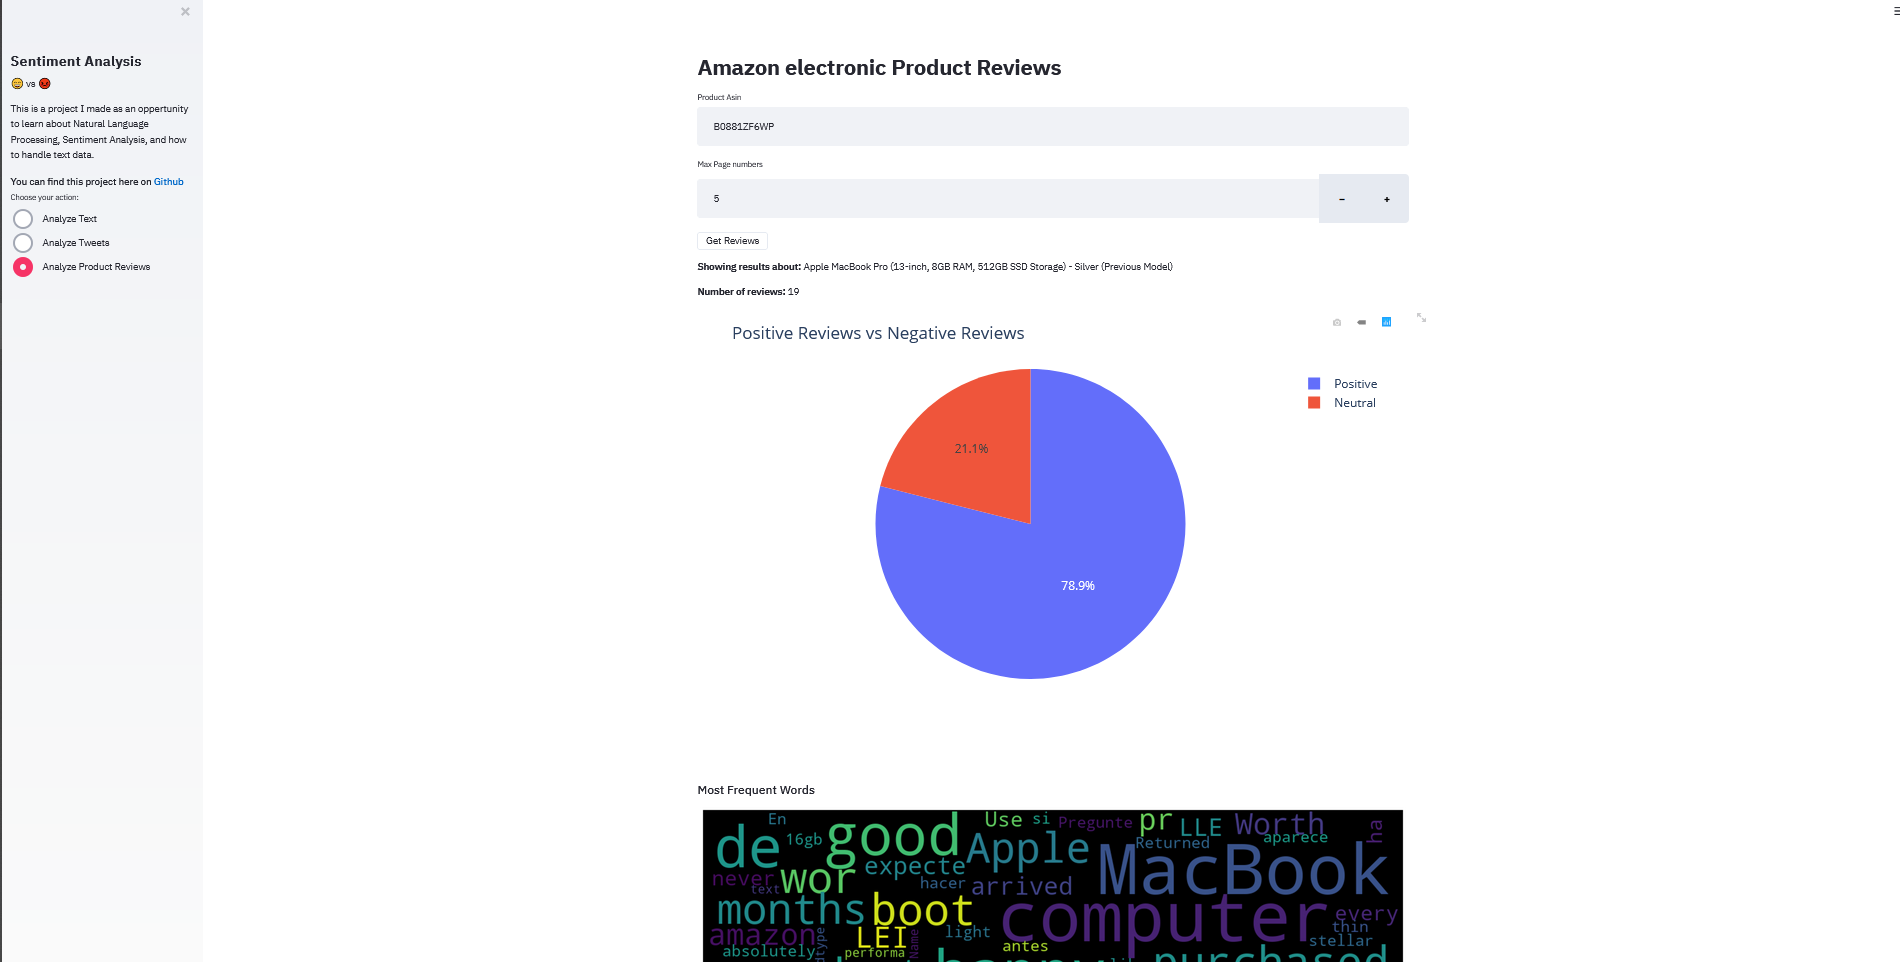 Sentiment Analysis
vs
This is a project I made as an oppertunity
to learn about Natural Language
Processing, Sentiment Analysis, and how
to handle text data.
You can find this project here on Github
Choose your action:
Analyze Text
Analyze Tweets
Analyze Product Reviews
Amazon electronic Product Reviews
Product Asin
B0881ZF6WP
Max Page numbers
5
Get Reviews
Showing results about: Apple MacBook Pro (13-inch, 8GB RAM, 512GB SSD Storage) - Silver (Previous Model)
Number of reviews: 19
Positive Reviews vs Negative Reviews
Positive
Neutral
21.1%
78.9%
Most Frequent Words
En
de
16gb
good
Use
si
Pregunte
pr
LLE
Worth
ha
expecte
Apple
Returned
aparece
never
text
wor
hacer
arrived
MacBook
months
boot
computer
every
amazon
dtype
LEI
light
thin
absolutely
performa
Name
antes
stellar
purchased